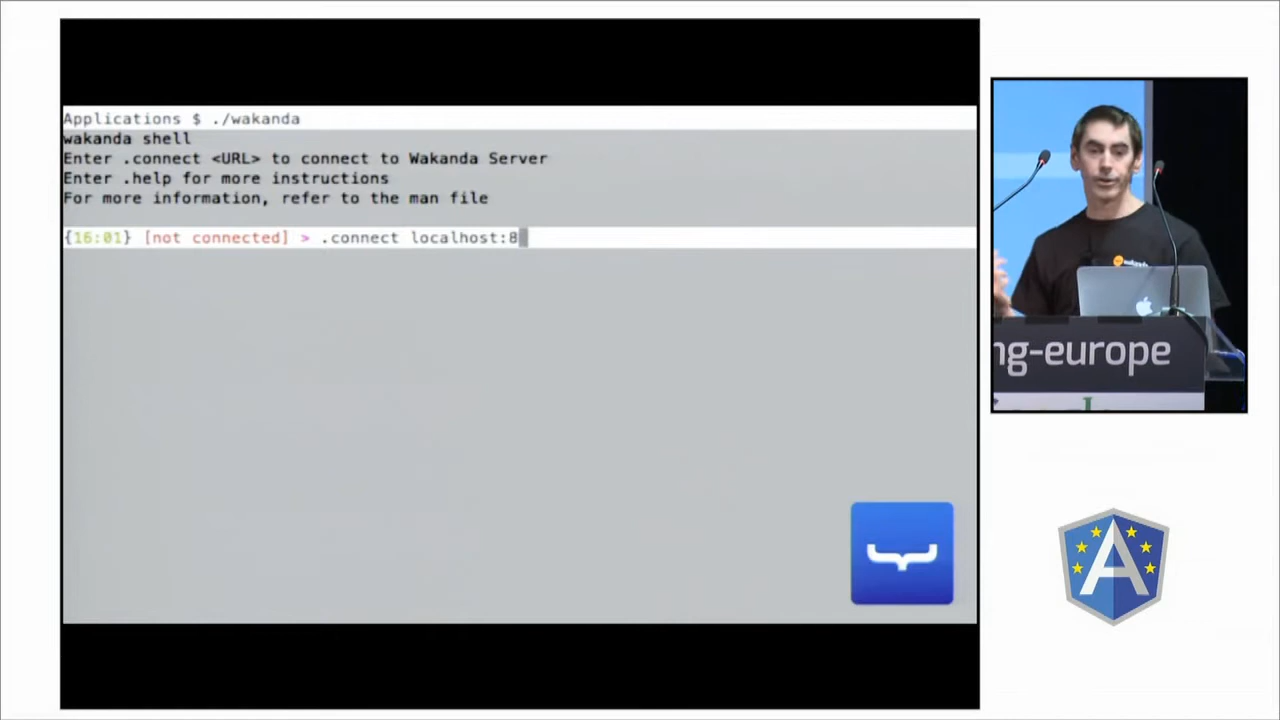 Applications $ ./wakanda
wakanda shell
Enter .connect <URL> to connect to Wakanda Server
Enter .help for more instructions
For more information, refer to the man file
{16:01} [not connected] > .connect localhost:8
ng-europe
A